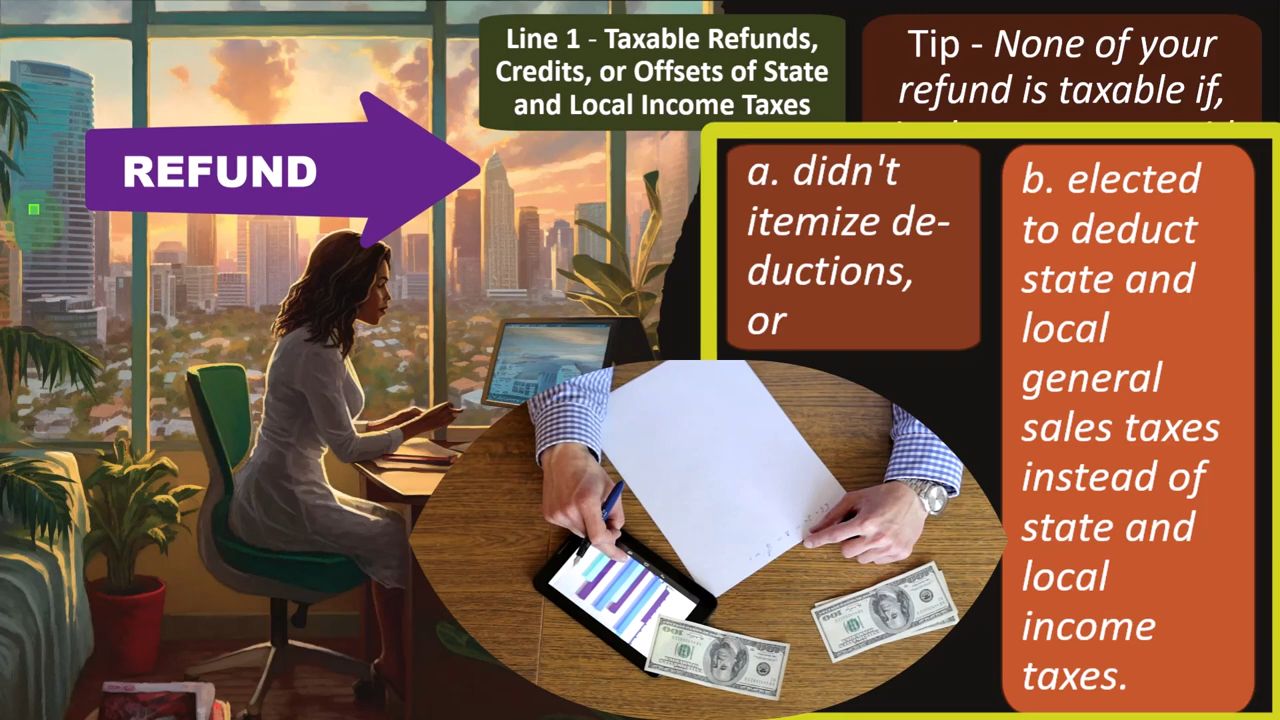 Line 1 - Taxable Refunds,
Credits, or Offsets of State
and Local Income Taxes
Tip - None of your
refund is taxable if,
REFUND
a. didn't
itemize de-
ductions,
or
b. elected
to deduct
state and
local
general
sales taxes
instead of
state and
local
income
taxes.
100
100